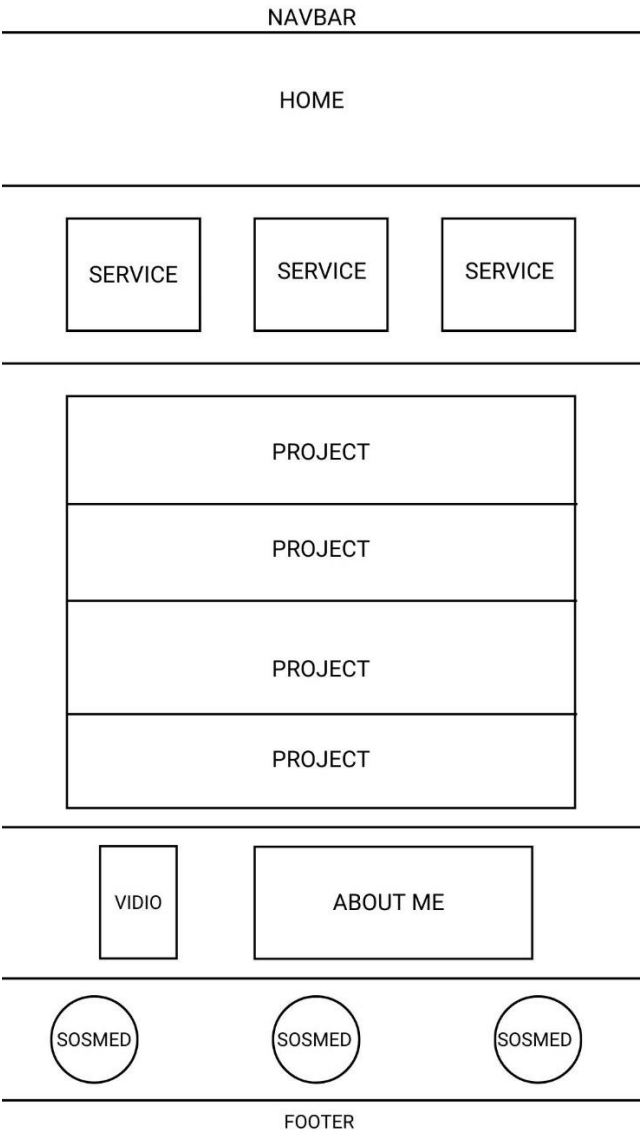 NAVBAR
HOME
SERVICE SERVICE SERVICE
PROJECT
PROJECT
PROJECT
PROJECT
VIDIO ABOUT ME
SOSMED SOSMED SOSMED
FOOTER